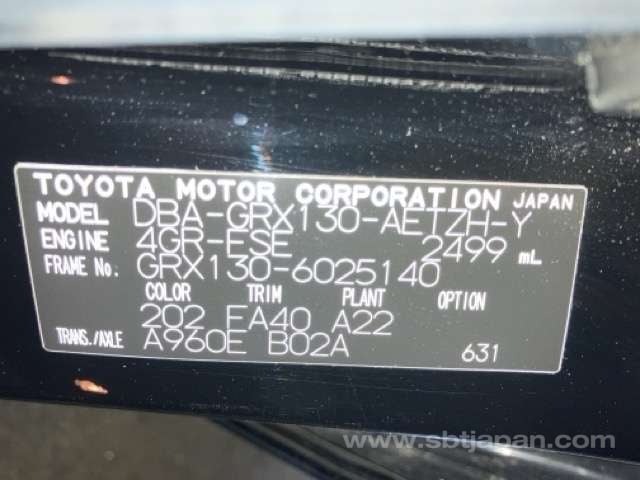 TOYOTA MOTOR CORPORATION JAPAN
MODEL DBA-GRX130-AETZH-Y
ENGINE 4GR-FSE 2499 mL
FRAME No. GRX130-6025140
COLOR TRIM PLANT OPTION
202 FA40 A22
TRANS./AXLE A960E B02A 631
www.sbtjapan.com